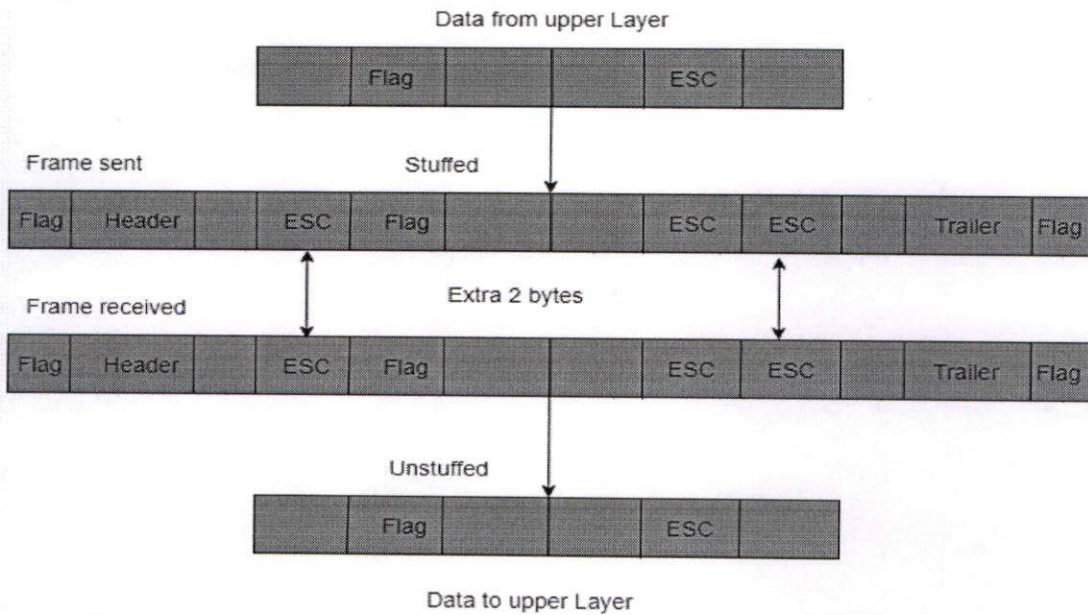 Data from upper Layer
Flag ESC
Frame sent Stuffed
Flag Header ESC Flag ESC ESC Trailer Flag
Extra 2 bytes
Frame received
Flag Header ESC Flag ESC ESC Trailer Flag
Unstuffed
Flag ESC
Data to upper Layer